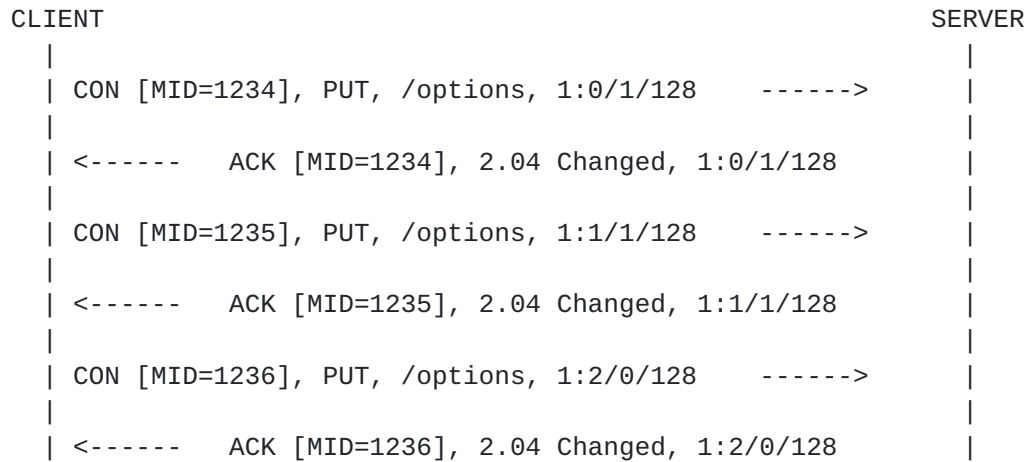 CLIENT                                                     SERVER
  |                                                          |
  | CON [MID=1234], PUT, /options, 1:0/1/128    ------>      |
  |                                                          |
  | <------   ACK [MID=1234], 2.04 Changed, 1:0/1/128        |
  |                                                          |
  | CON [MID=1235], PUT, /options, 1:1/1/128    ------>      |
  |                                                          |
  | <------   ACK [MID=1235], 2.04 Changed, 1:1/1/128        |
  |                                                          |
  | CON [MID=1236], PUT, /options, 1:2/0/128    ------>      |
  |                                                          |
  | <------   ACK [MID=1236], 2.04 Changed, 1:2/0/128        |